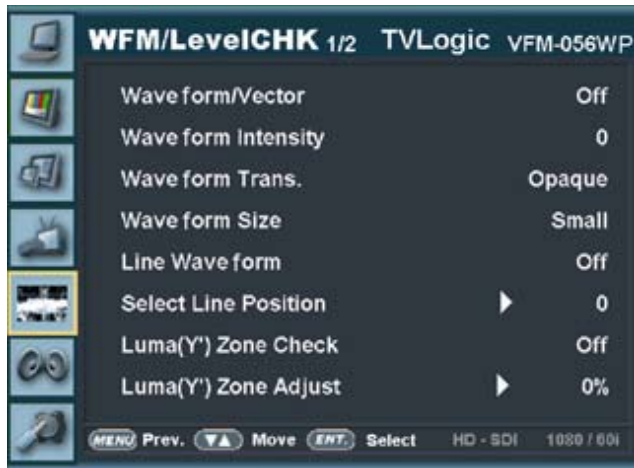 WFM/LevelCHK 1/2 TVLogic VFM-056WP
Wave form/Vector Off
Wave form Intensity 0
Wave form Trans. Opaque
Wave form Size Small
Line Wave form Off
Select Line Position 0
Luma(Y') Zone Check Off
Luma(Y') Zone Adjust 0%
MENU Prev. ▼▲ Move ENT. Select HD - SDI 1080 / 60i